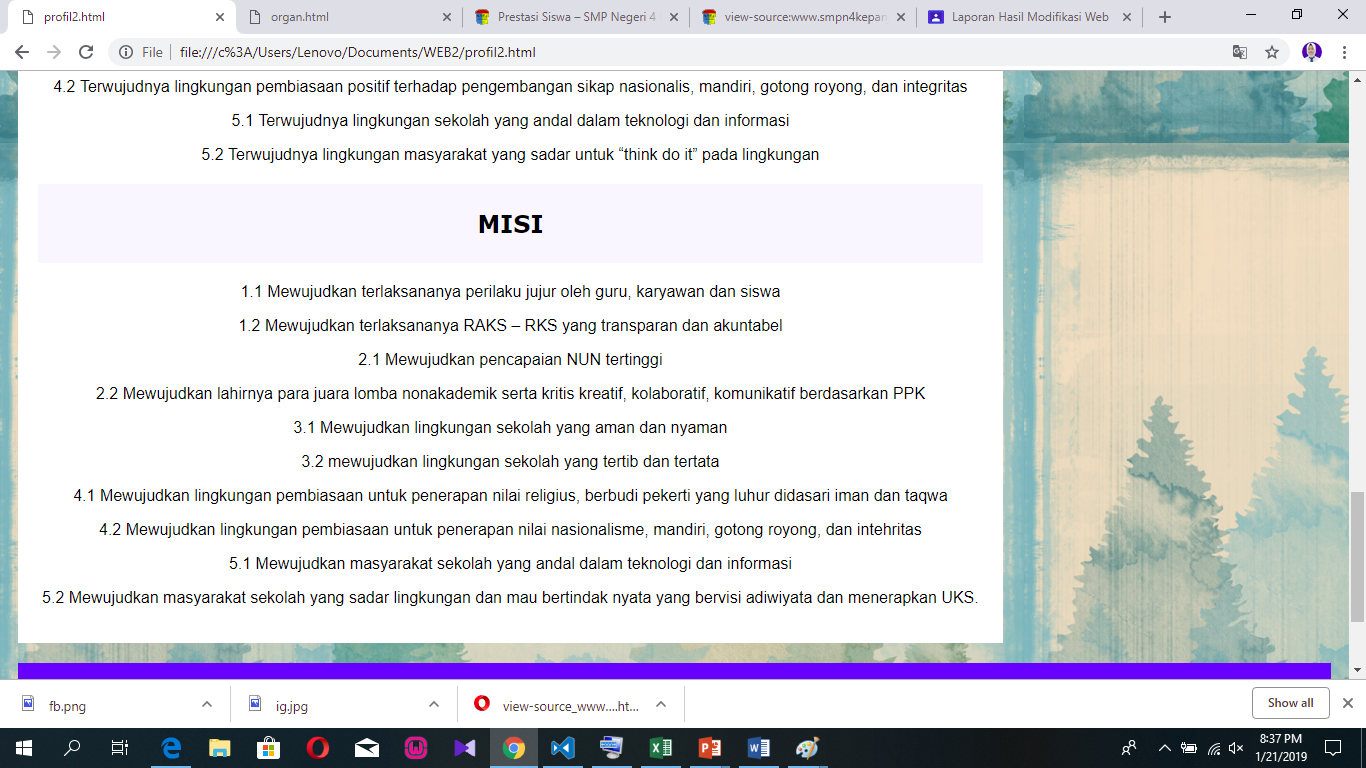 profil2.html
organ.html
Prestasi Siswa – SMP Negeri 4
view-source:www.smpn4kepan
Laporan Hasil Modifikasi Web
File
file:///c%3A/Users/Lenovo/Documents/WEB2/profil2.html
4.2 Terwujudnya lingkungan pembiasaan positif terhadap pengembangan sikap nasionalis, mandiri, gotong royong, dan integritas
5.1 Terwujudnya lingkungan sekolah yang andal dalam teknologi dan informasi
5.2 Terwujudnya lingkungan masyarakat yang sadar untuk “think do it” pada lingkungan
MISI
1.1 Mewujudkan terlaksananya perilaku jujur oleh guru, karyawan dan siswa
1.2 Mewujudkan terlaksananya RAKS – RKS yang transparan dan akuntabel
2.1 Mewujudkan pencapaian NUN tertinggi
2.2 Mewujudkan lahirnya para juara lomba nonakademik serta kritis kreatif, kolaboratif, komunikatif berdasarkan PPK
3.1 Mewujudkan lingkungan sekolah yang aman dan nyaman
3.2 mewujudkan lingkungan sekolah yang tertib dan tertata
4.1 Mewujudkan lingkungan pembiasaan untuk penerapan nilai religius, berbudi pekerti yang luhur didasari iman dan taqwa
4.2 Mewujudkan lingkungan pembiasaan untuk penerapan nilai nasionalisme, mandiri, gotong royong, dan intehritas
5.1 Mewujudkan masyarakat sekolah yang andal dalam teknologi dan informasi
5.2 Mewujudkan masyarakat sekolah yang sadar lingkungan dan mau bertindak nyata yang bervisi adiwiyata dan menerapkan UKS.
fb.png
ig.jpg
view-source_www....ht...
Show all
8:37 PM
1/21/2019